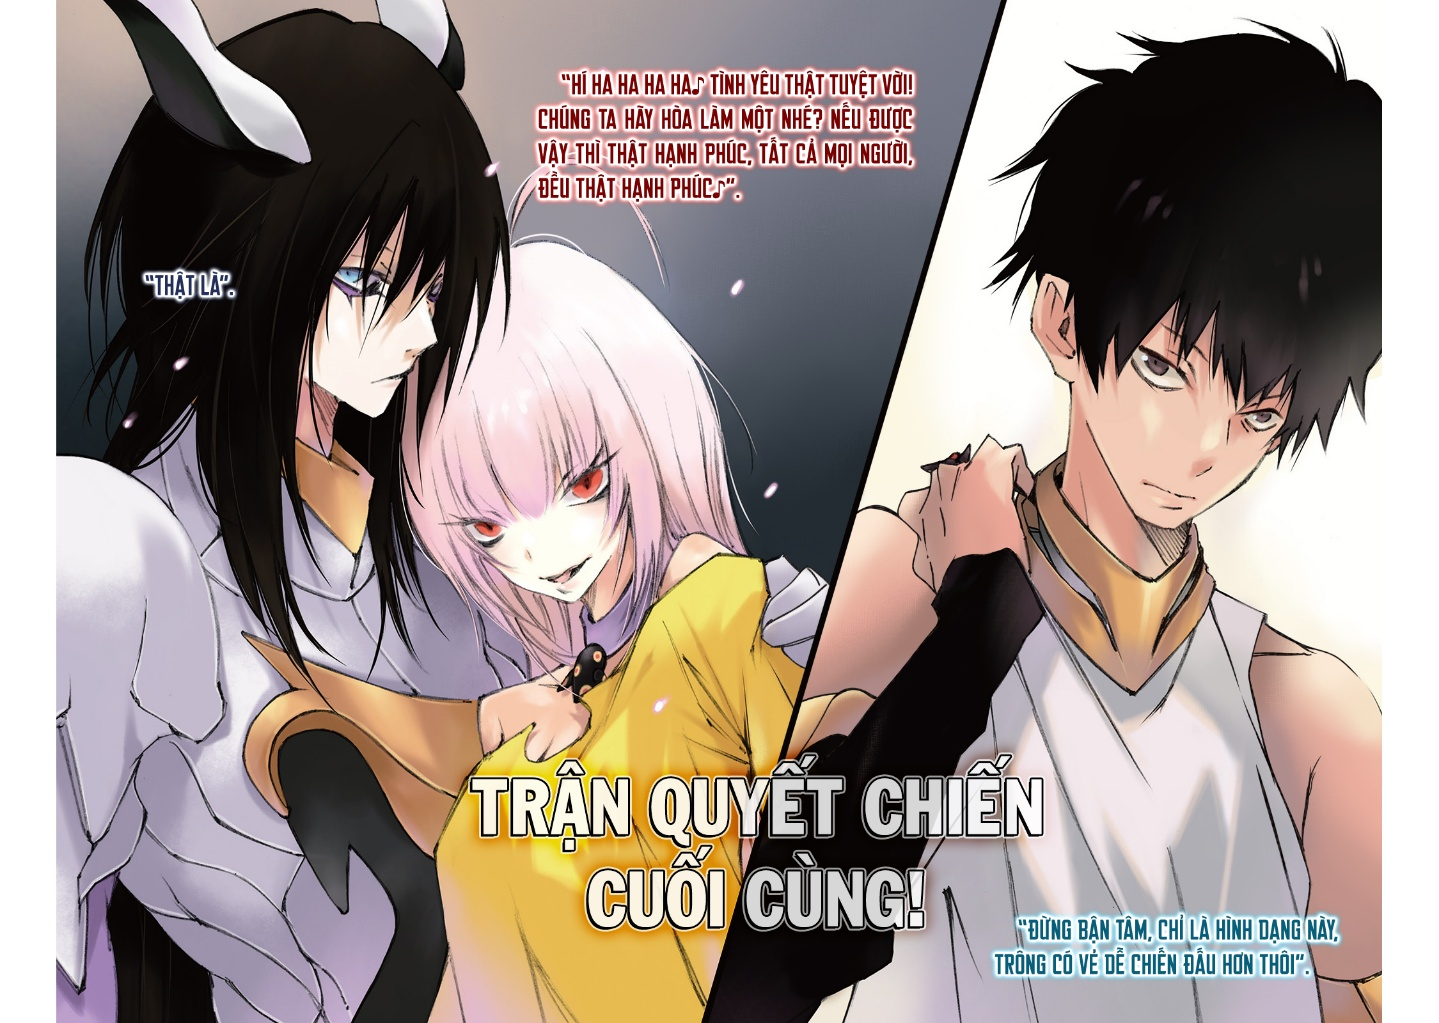 “HÍ HA HA HA HA♪ TÌNH YÊU THẬT TUYỆT VỜI!
CHÚNG TA HÃY HÒA LÀM MỘT NHÉ? NẾU ĐƯỢC
VẬY THÌ THẬT HẠNH PHÚC, TẤT CẢ MỌI NGƯỜI,
ĐỀU THẬT HẠNH PHÚC♪”.
“THẬT LÀ”.
TRẬN QUYẾT CHIẾN
CUỐI CÙNG!
“ĐỪNG BẬN TÂM, CHỈ LÀ HÌNH DẠNG NÀY,
TRÔNG CÓ VẺ DỄ CHIẾN ĐẤU HƠN THÔI”.